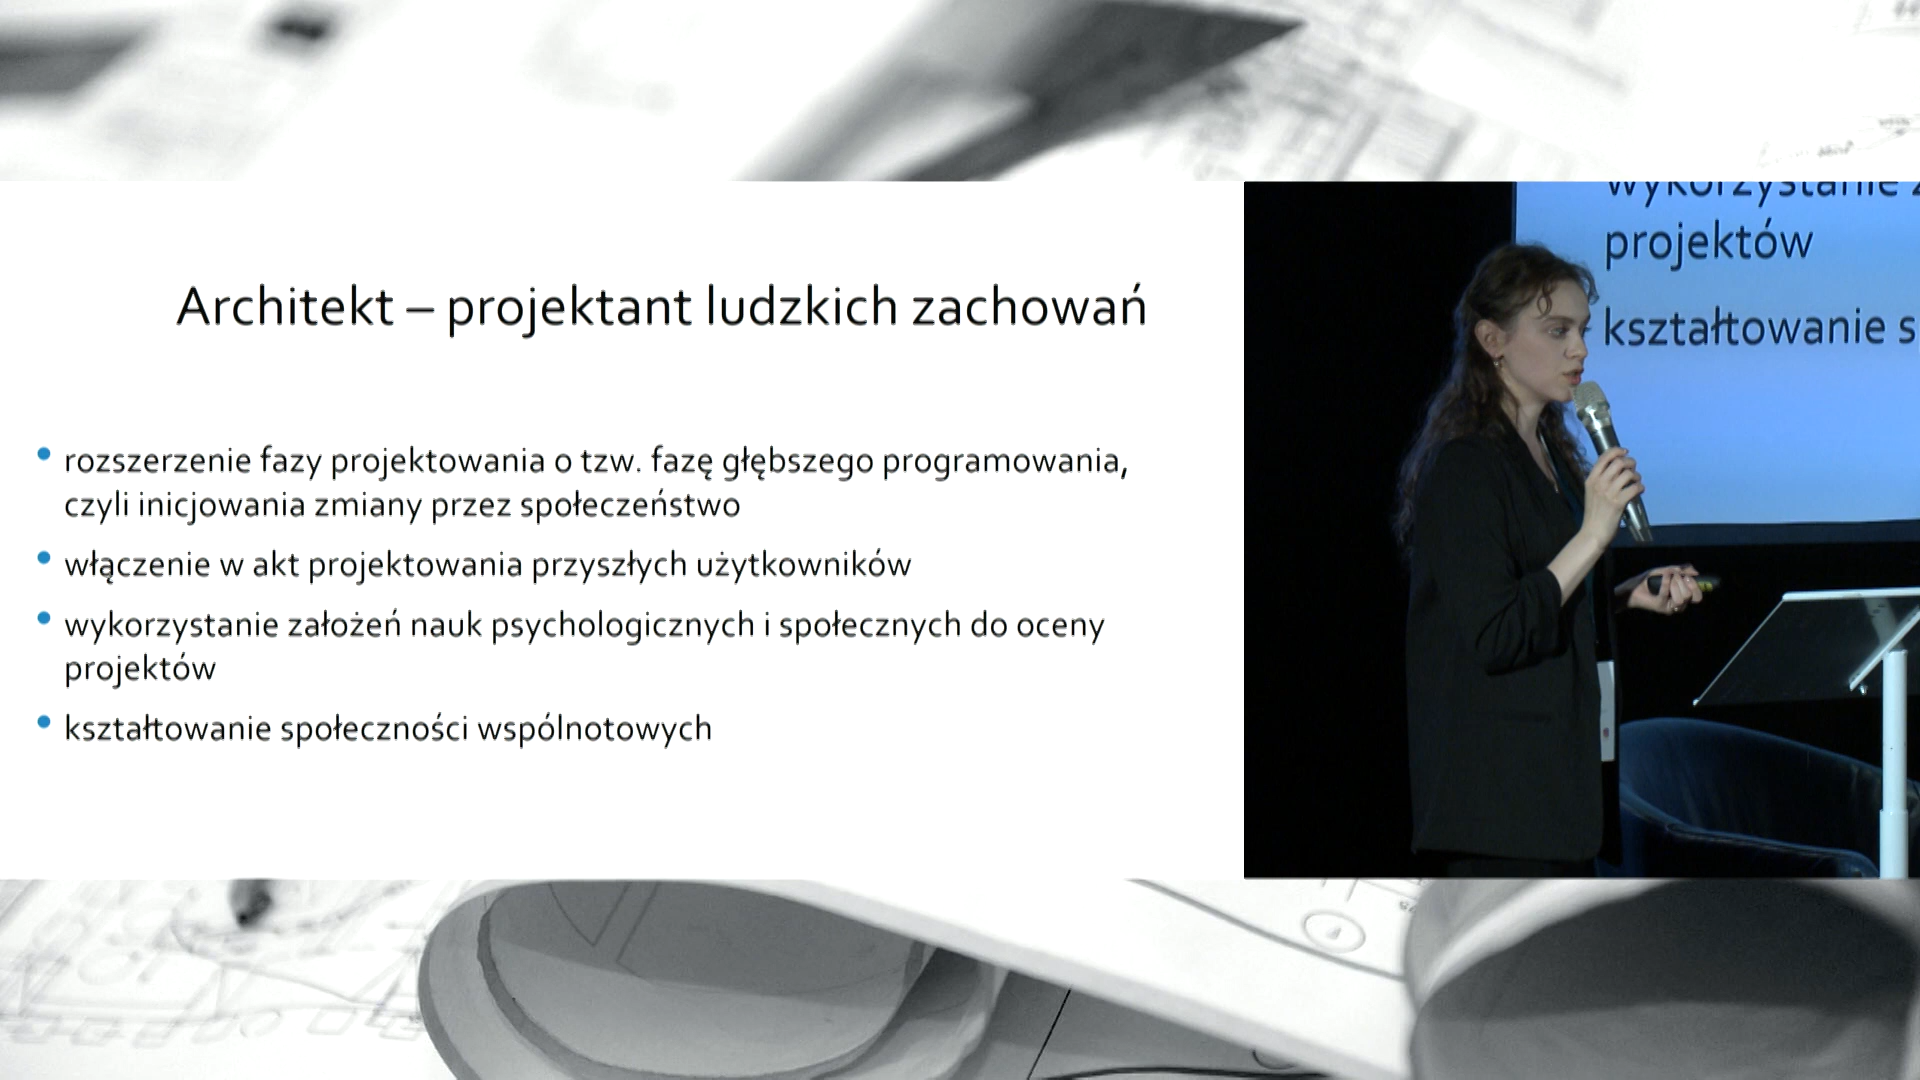 Architekt – projektant ludzkich zachowań
rozszerzenie fazy projektowania o tzw. fazę głębszego programowania,
czyli inicjowania zmiany przez społeczeństwo
włączenie w akt projektowania przyszłych użytkowników
wykorzystanie założeń nauk psychologicznych i społecznych do oceny
projektów
kształtowanie społeczności wspólnotowych
wykorzystanie z
projektów
kształtowanie s